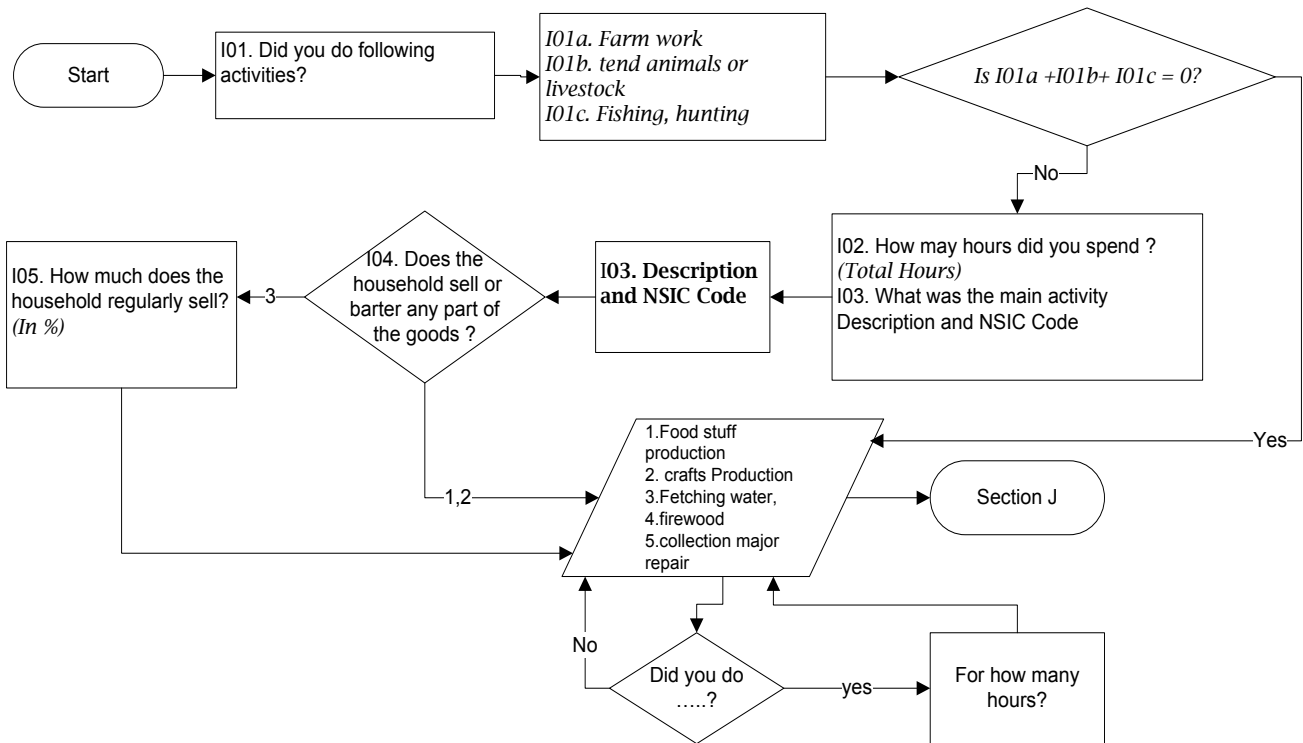 Start
I01. Did you do following
activities?
I01a. Farm work
I01b. tend animals or
livestock
I01c. Fishing, hunting
Is I01a +I01b+ I01c = 0?
No
Yes
I02. How may hours did you spend ?
(Total Hours)
I03. What was the main activity
Description and NSIC Code
I03. Description
and NSIC Code
I04. Does the
household sell or
barter any part of
the goods ?
3
I05. How much does the
household regularly sell?
(In %)
1,2
1.Food stuff
production
2. crafts Production
3.Fetching water,
4.firewood
5.collection major
repair
Section J
Did you do
…..?
No
yes
For how many
hours?